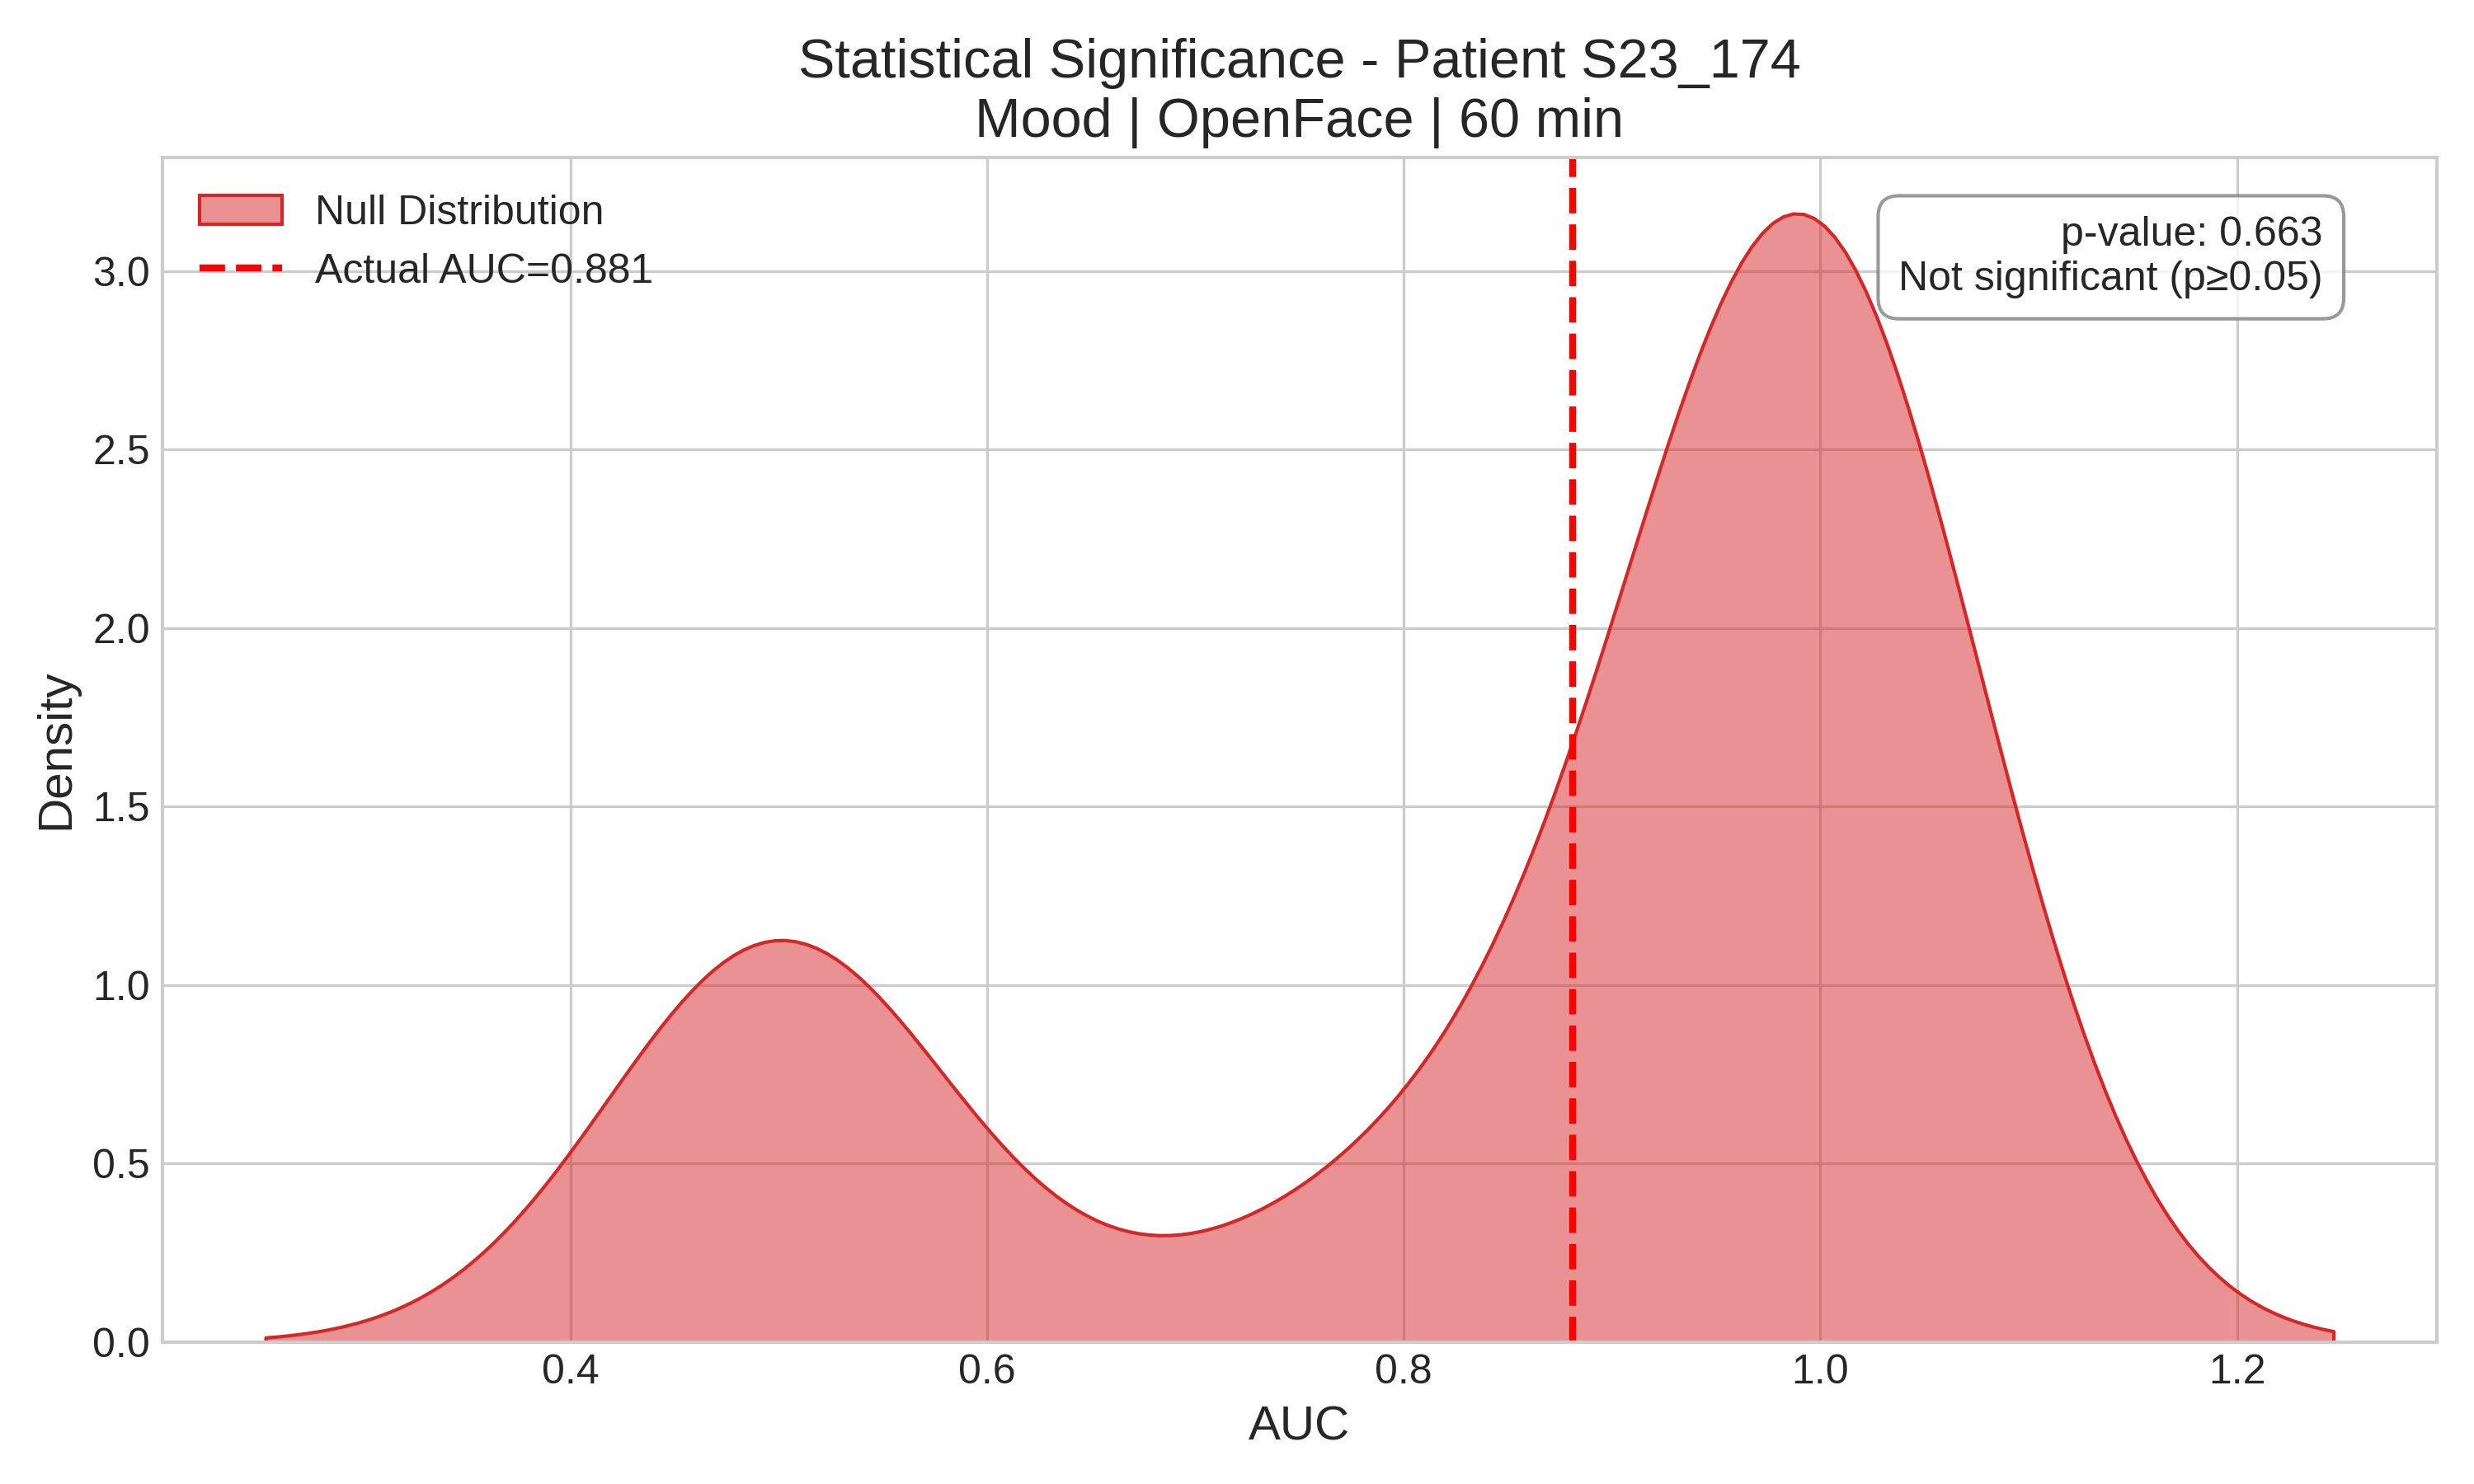 Statistical Significance - Patient S23_174
Mood | OpenFace | 60 min
Null Distribution
Actual AUC=0.881
p-value: 0.663
Not significant (p≥0.05)
Density
3.0
2.5
2.0
1.5
1.0
0.5
0.0
0.4
0.6
0.8
1.0
1.2
AUC